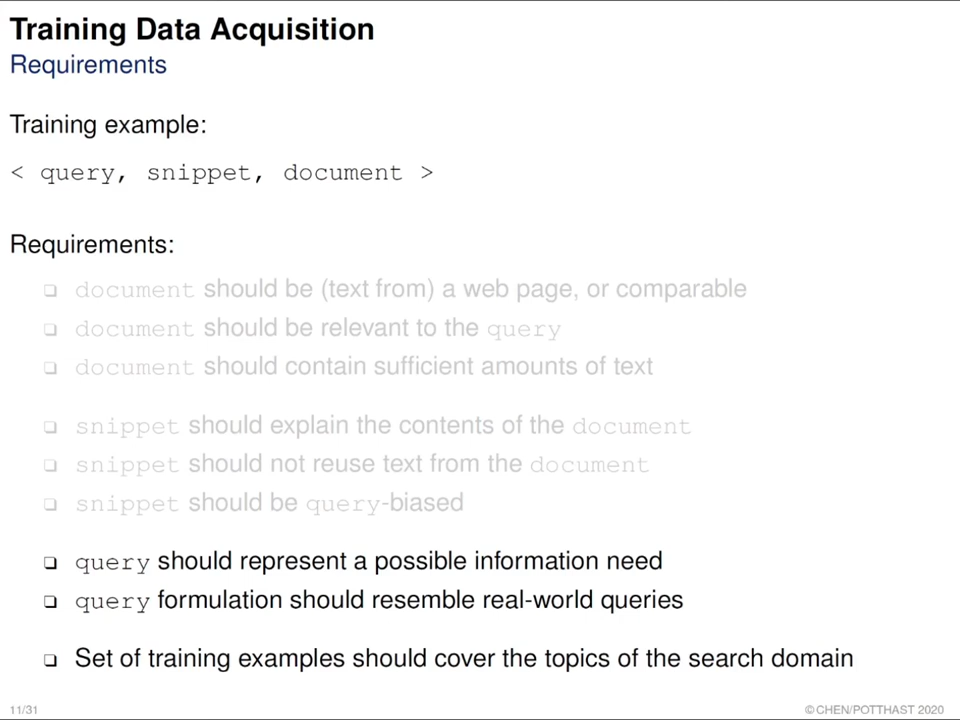 Training Data Acquisition
Requirements
Training example:
< query, snippet, document >
Requirements:
❑ document should be (text from) a web page, or comparable
❑ document should be relevant to the query
❑ document should contain sufficient amounts of text
❑ snippet should explain the contents of the document
❑ snippet should not reuse text from the document
❑ snippet should be query-biased
❑ query should represent a possible information need
❑ query formulation should resemble real-world queries
❑ Set of training examples should cover the topics of the search domain
11/31
© CHEN/POTTHAST 2020